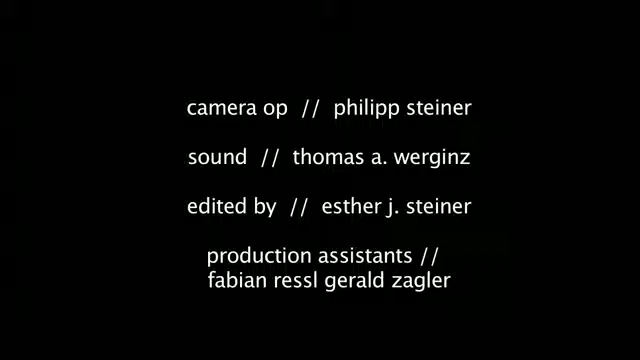 camera op // philipp steiner
sound // thomas a. werginz
edited by // esther j. steiner
production assistants //
fabian ressl gerald zagler